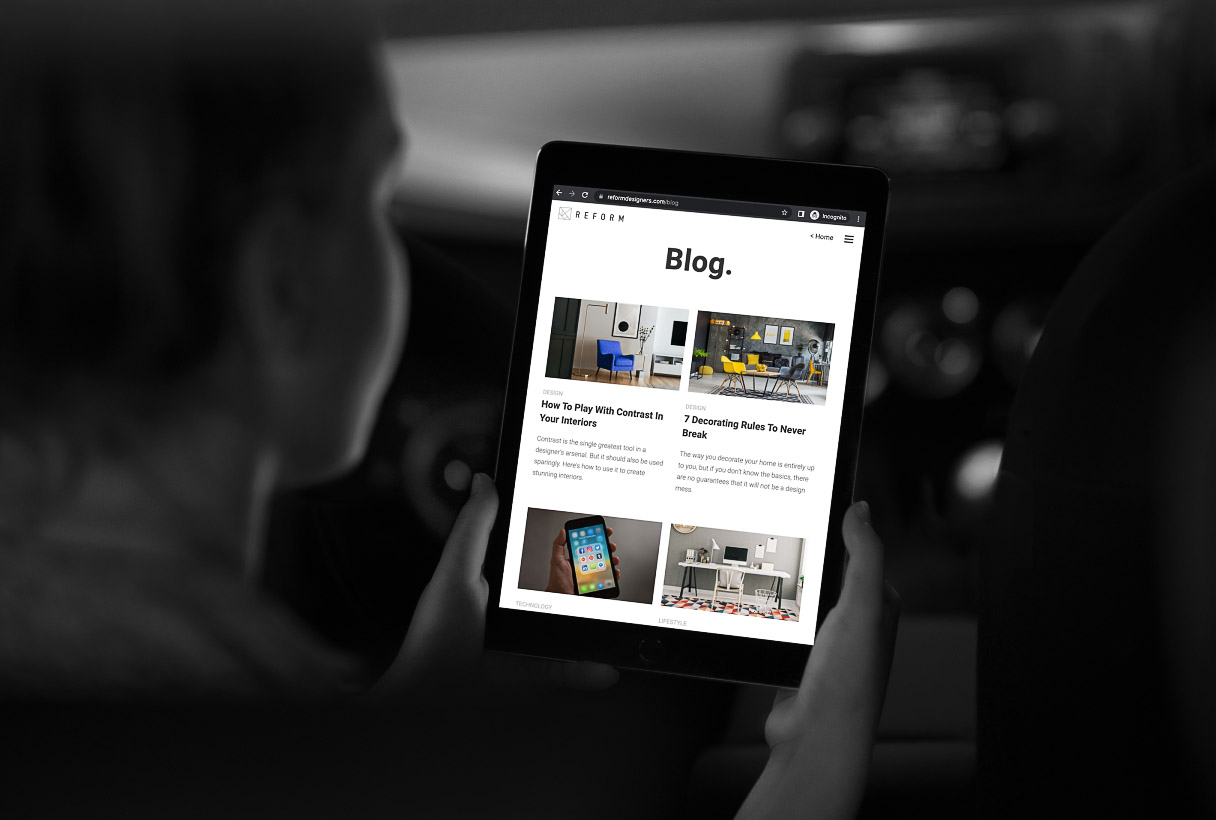 reformdesigners.com/blog
Incognito
REFORM
< Home
Blog.
DESIGN
How To Play With Contrast In
Your Interiors
Contrast is the single greatest tool in a
designer's arsenal. But it should also be used
sparingly. Here's how to use it to create
stunning interiors.
DESIGN
7 Decorating Rules To Never
Break
The way you decorate your home is entirely up
to you, but if you don't know the basics, there
are no guarantees that it will not be a design
mess.
TECHNOLOGY
LIFESTYLE